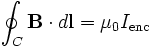 ∮_C 𝐁 · d𝐥 = μ₀I_enc